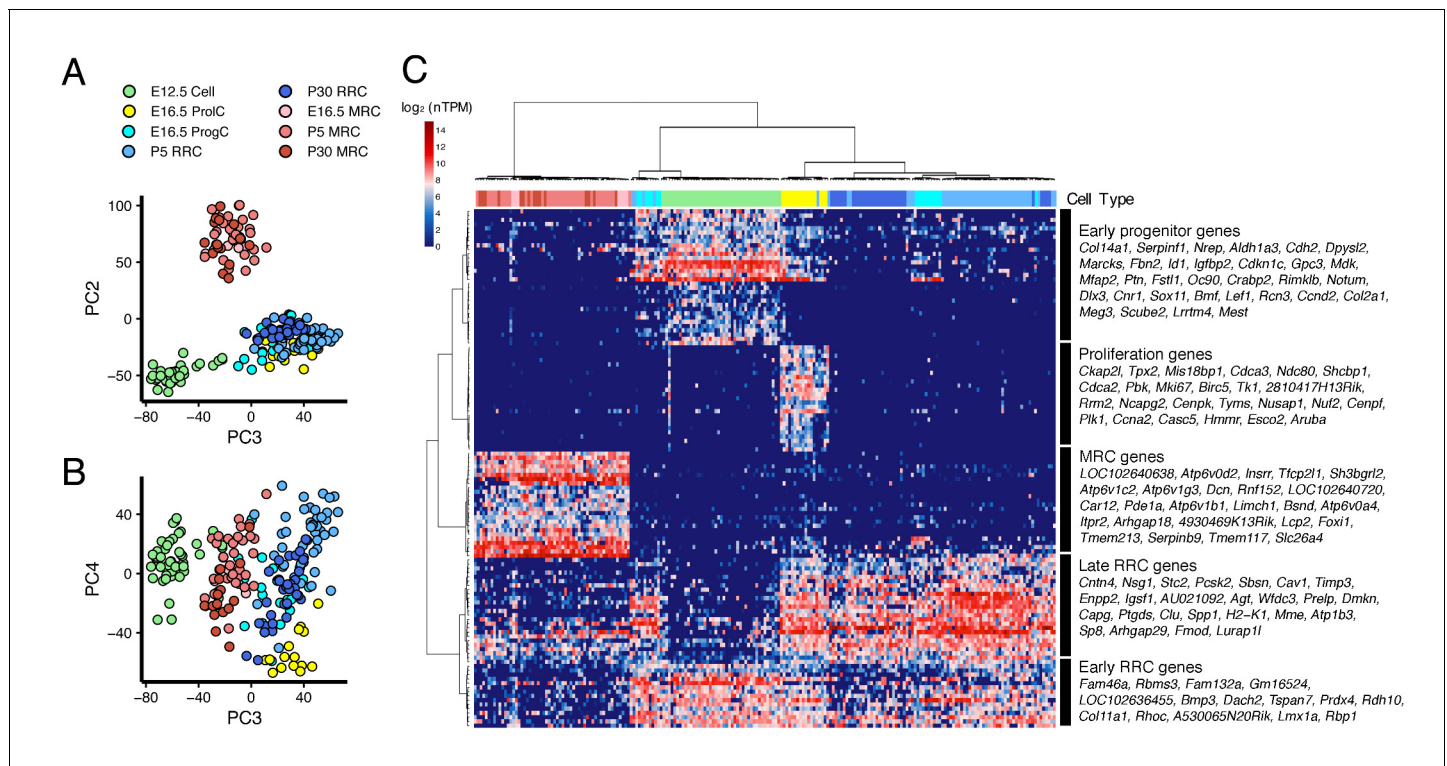 A
E12.5 Cell
E16.5 ProlC
E16.5 ProgC
P5 RRC
P30 RRC
E16.5 MRC
P5 MRC
P30 MRC
100
50
0
−50
PC2
−80 −40 0 40
PC3
B
40
0
−40
PC4
−80 −40 0 40
PC3
C
log₂ (nTPM)
14
12
10
8
6
4
2
0
Cell Type
Early progenitor genes
Col14a1, Serpinf1, Nrep, Aldh1a3, Cdh2, Dpysl2,
Marcks, Fbn2, Id1, Igfbp2, Cdkn1c, Gpc3, Mdk,
Mfap2, Ptn, Fstl1, Oc90, Crabp2, Rimklb, Notum,
Dlx3, Cnr1, Sox11, Bmf, Lef1, Rcn3, Ccnd2, Col2a1,
Meg3, Scube2, Lrrtm4, Mest
Proliferation genes
Ckap2l, Tpx2, Mis18bp1, Cdca3, Ndc80, Shcbp1,
Cdca2, Pbk, Mki67, Birc5, Tk1, 2810417H13Rik,
Rrm2, Ncapg2, Cenpk, Tyms, Nusap1, Nuf2, Cenpf,
Plk1, Ccna2, Casc5, Hmmr, Esco2, Aruba
MRC genes
LOC102640638, Atp6v0d2, Insrr, Tfcp2l1, Sh3bgrl2,
Atp6v1c2, Atp6v1g3, Dcn, Rnf152, LOC102640720,
Car12, Pde1a, Atp6v1b1, Limch1, Bsnd, Atp6v0a4,
Itpr2, Arhgap18, 4930469K13Rik, Lcp2, Foxi1,
Tmem213, Serpinb9, Tmem117, Slc26a4
Late RRC genes
Cntn4, Nsg1, Stc2, Pcsk2, Sbsn, Cav1, Timp3,
Enpp2, Igsf1, AU021092, Agt, Wfdc3, Prelp, Dmkn,
Capg, Ptgds, Clu, Spp1, H2−K1, Mme, Atp1b3,
Sp8, Arhgap29, Fmod, Lurap1l
Early RRC genes
Fam46a, Rbms3, Fam132a, Gm16524,
LOC102636455, Bmp3, Dach2, Tspan7, Prdx4, Rdh10,
Col11a1, Rhoc, A530065N20Rik, Lmx1a, Rbp1